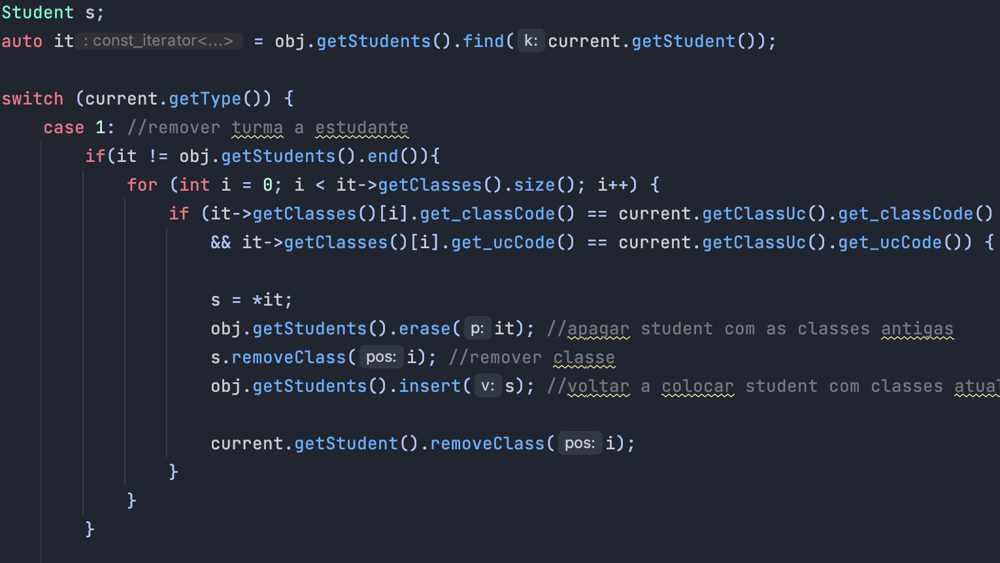 Student s;
auto it : const_iterator<...> = obj.getStudents().find( k: current.getStudent());
switch (current.getType()) {
case 1: //remover turma a estudante
if(it != obj.getStudents().end()){
for (int i = 0; i < it->getClasses().size(); i++) {
if (it->getClasses()[i].get_classCode() == current.getClassUc().get_classCode()
&& it->getClasses()[i].get_ucCode() == current.getClassUc().get_ucCode()) {
s = *it;
obj.getStudents().erase( p: it); //apagar student com as classes antigas
s.removeClass( pos: i); //remover classe
obj.getStudents().insert( v: s); //voltar a colocar student com classes atual
current.getStudent().removeClass( pos: i);
}
}
}